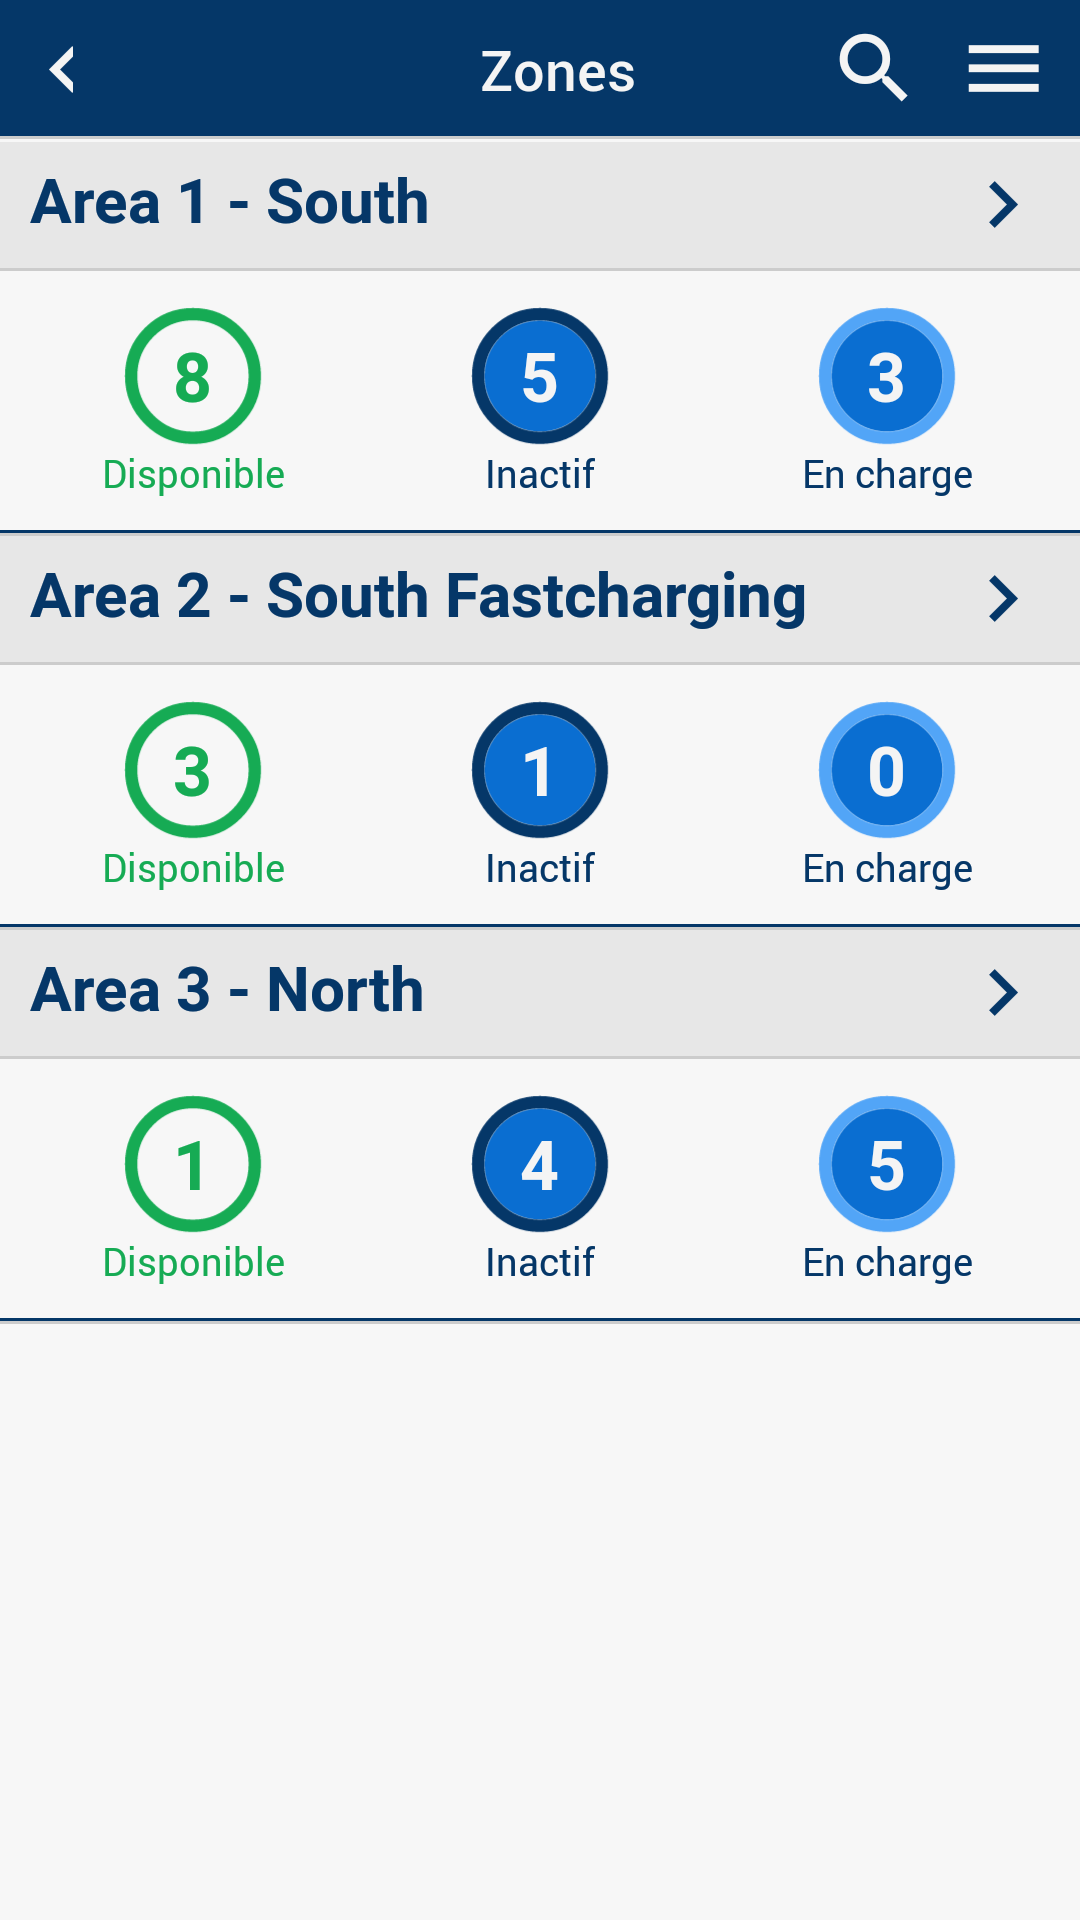 Zones
Area 1 - South
8 5 3
Disponible Inactif En charge
Area 2 - South Fastcharging
3 1 0
Disponible Inactif En charge
Area 3 - North
1 4 5
Disponible Inactif En charge